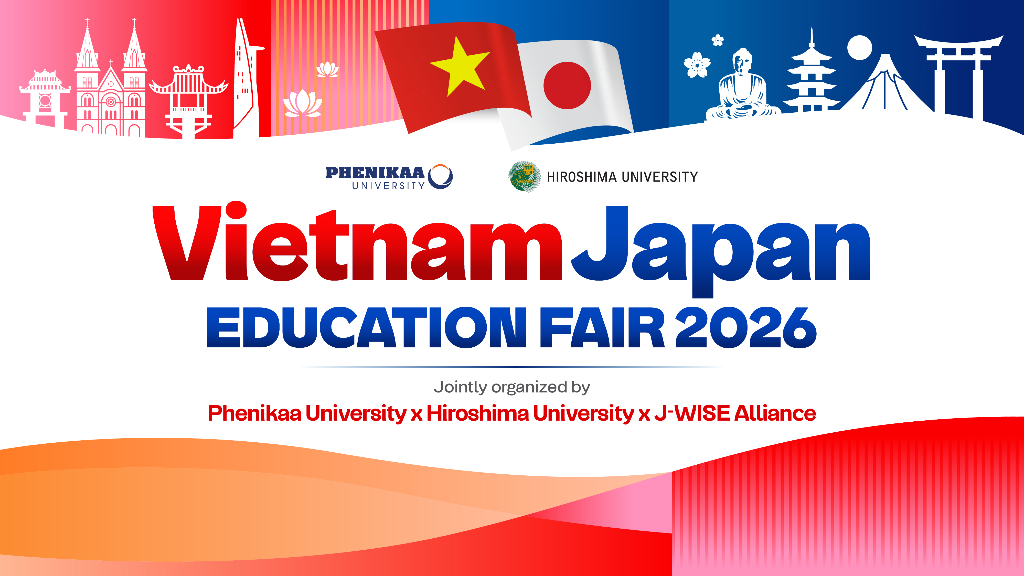 PHENIKAA
UNIVERSITY
HIROSHIMA UNIVERSITY
Vietnam Japan
EDUCATION FAIR 2026
Jointly organized by
Phenikaa University x Hiroshima University x J-WISE Alliance